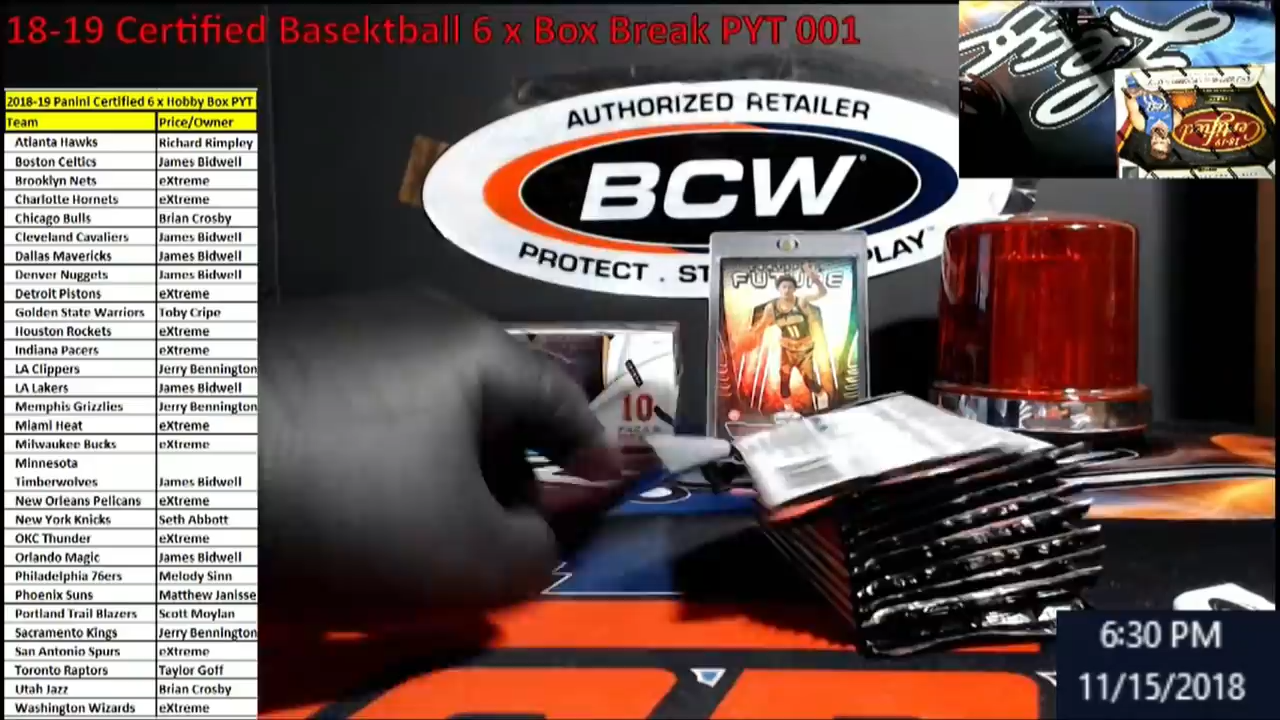 18-19 Certified Basektball 6 x Box Break PYT 001
2018-19 Panini Certified 6 x Hobby Box PYT
Team Price/Owner
Atlanta Hawks Richard Rimpley
Boston Celtics James Bidwell
Brooklyn Nets eXtreme
Charlotte Hornets eXtreme
Chicago Bulls Brian Crosby
Cleveland Cavaliers James Bidwell
Dallas Mavericks James Bidwell
Denver Nuggets James Bidwell
Detroit Pistons eXtreme
Golden State Warriors Toby Cripe
Houston Rockets eXtreme
Indiana Pacers eXtreme
LA Clippers Jerry Bennington
LA Lakers James Bidwell
Memphis Grizzlies Jerry Bennington
Miami Heat eXtreme
Milwaukee Bucks eXtreme
Minnesota
Timberwolves James Bidwell
New Orleans Pelicans eXtreme
New York Knicks Seth Abbott
OKC Thunder eXtreme
Orlando Magic James Bidwell
Philadelphia 76ers Melody Sinn
Phoenix Suns Matthew Janisse
Portland Trail Blazers Scott Moylan
Sacramento Kings Jerry Bennington
San Antonio Spurs eXtreme
Toronto Raptors Taylor Goff
Utah Jazz Brian Crosby
Washington Wizards eXtreme
AUTHORIZED RETAILER
BCW
PROTECT . ST PLAY
FUTURE
10
18-19
Certified
6:30 PM
11/15/2018